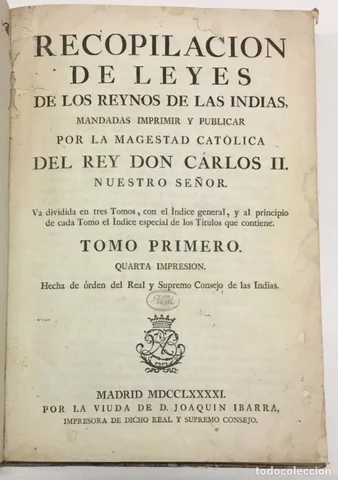 RECOPILACION
DE LEYES
DE LOS REYNOS DE LAS INDIAS,
MANDADAS IMPRIMIR Y PUBLICAR
POR LA MAGESTAD CATÓLICA
DEL REY DON CÁRLOS II.
NUESTRO SEÑOR.
Va dividida en tres Tomos, con el Indice general, y al principio
de cada Tomo el Indice especial de los Titulos que contiene.
TOMO PRIMERO.
QUARTA IMPRESION.
Hecha de órden del Real y Supremo Consejo de las Indias.
MADRID MDCCLXXXXI.
POR LA VIUDA DE D. JOAQUIN IBARRA,
IMPRESORA DE DICHO REAL Y SUPREMO CONSEJO.
todocoleccion